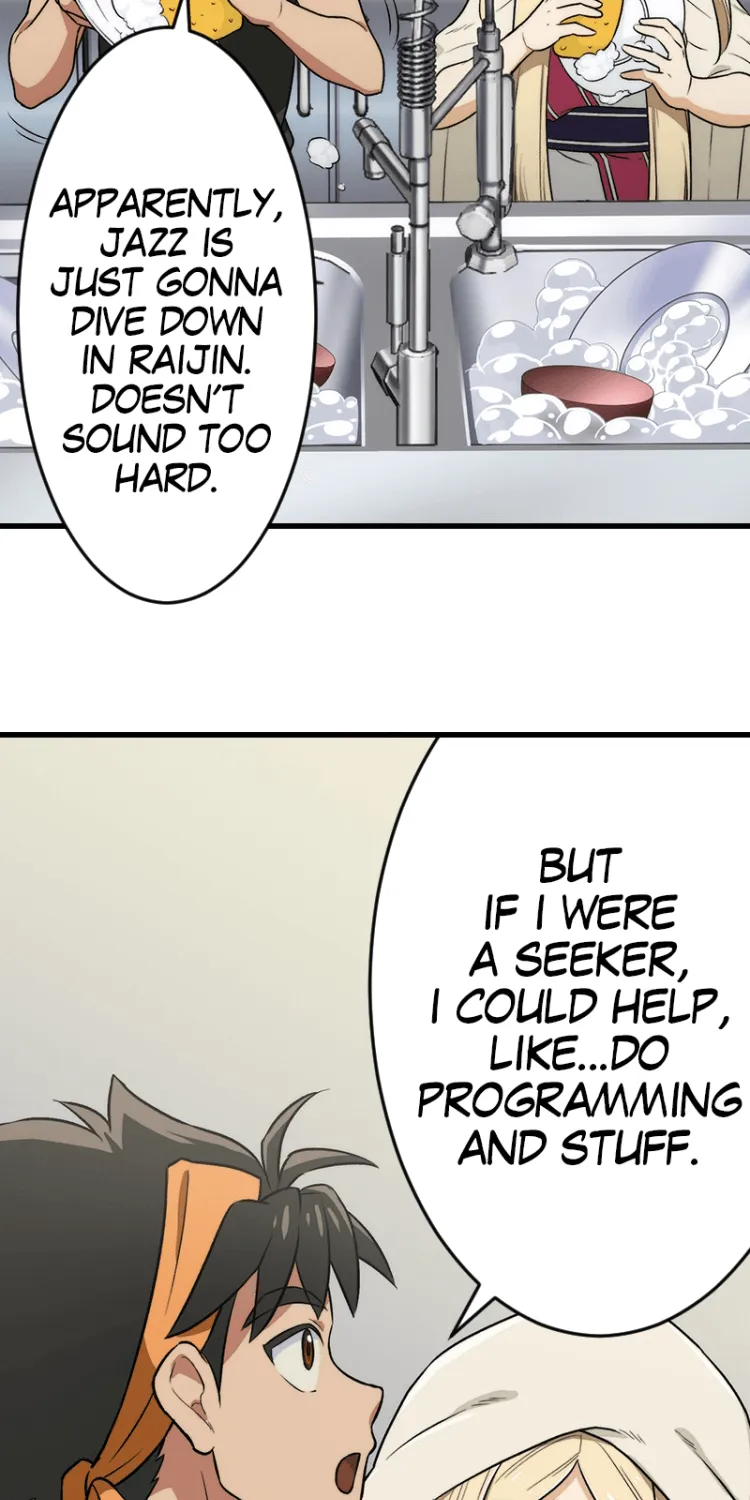 APPARENTLY,
JAZZ IS
JUST GONNA
DIVE DOWN
IN RAIJIN.
DOESN'T
SOUND TOO
HARD.
BUT
IF I WERE
A SEEKER,
I COULD HELP,
LIKE...DO
PROGRAMMING
AND STUFF.